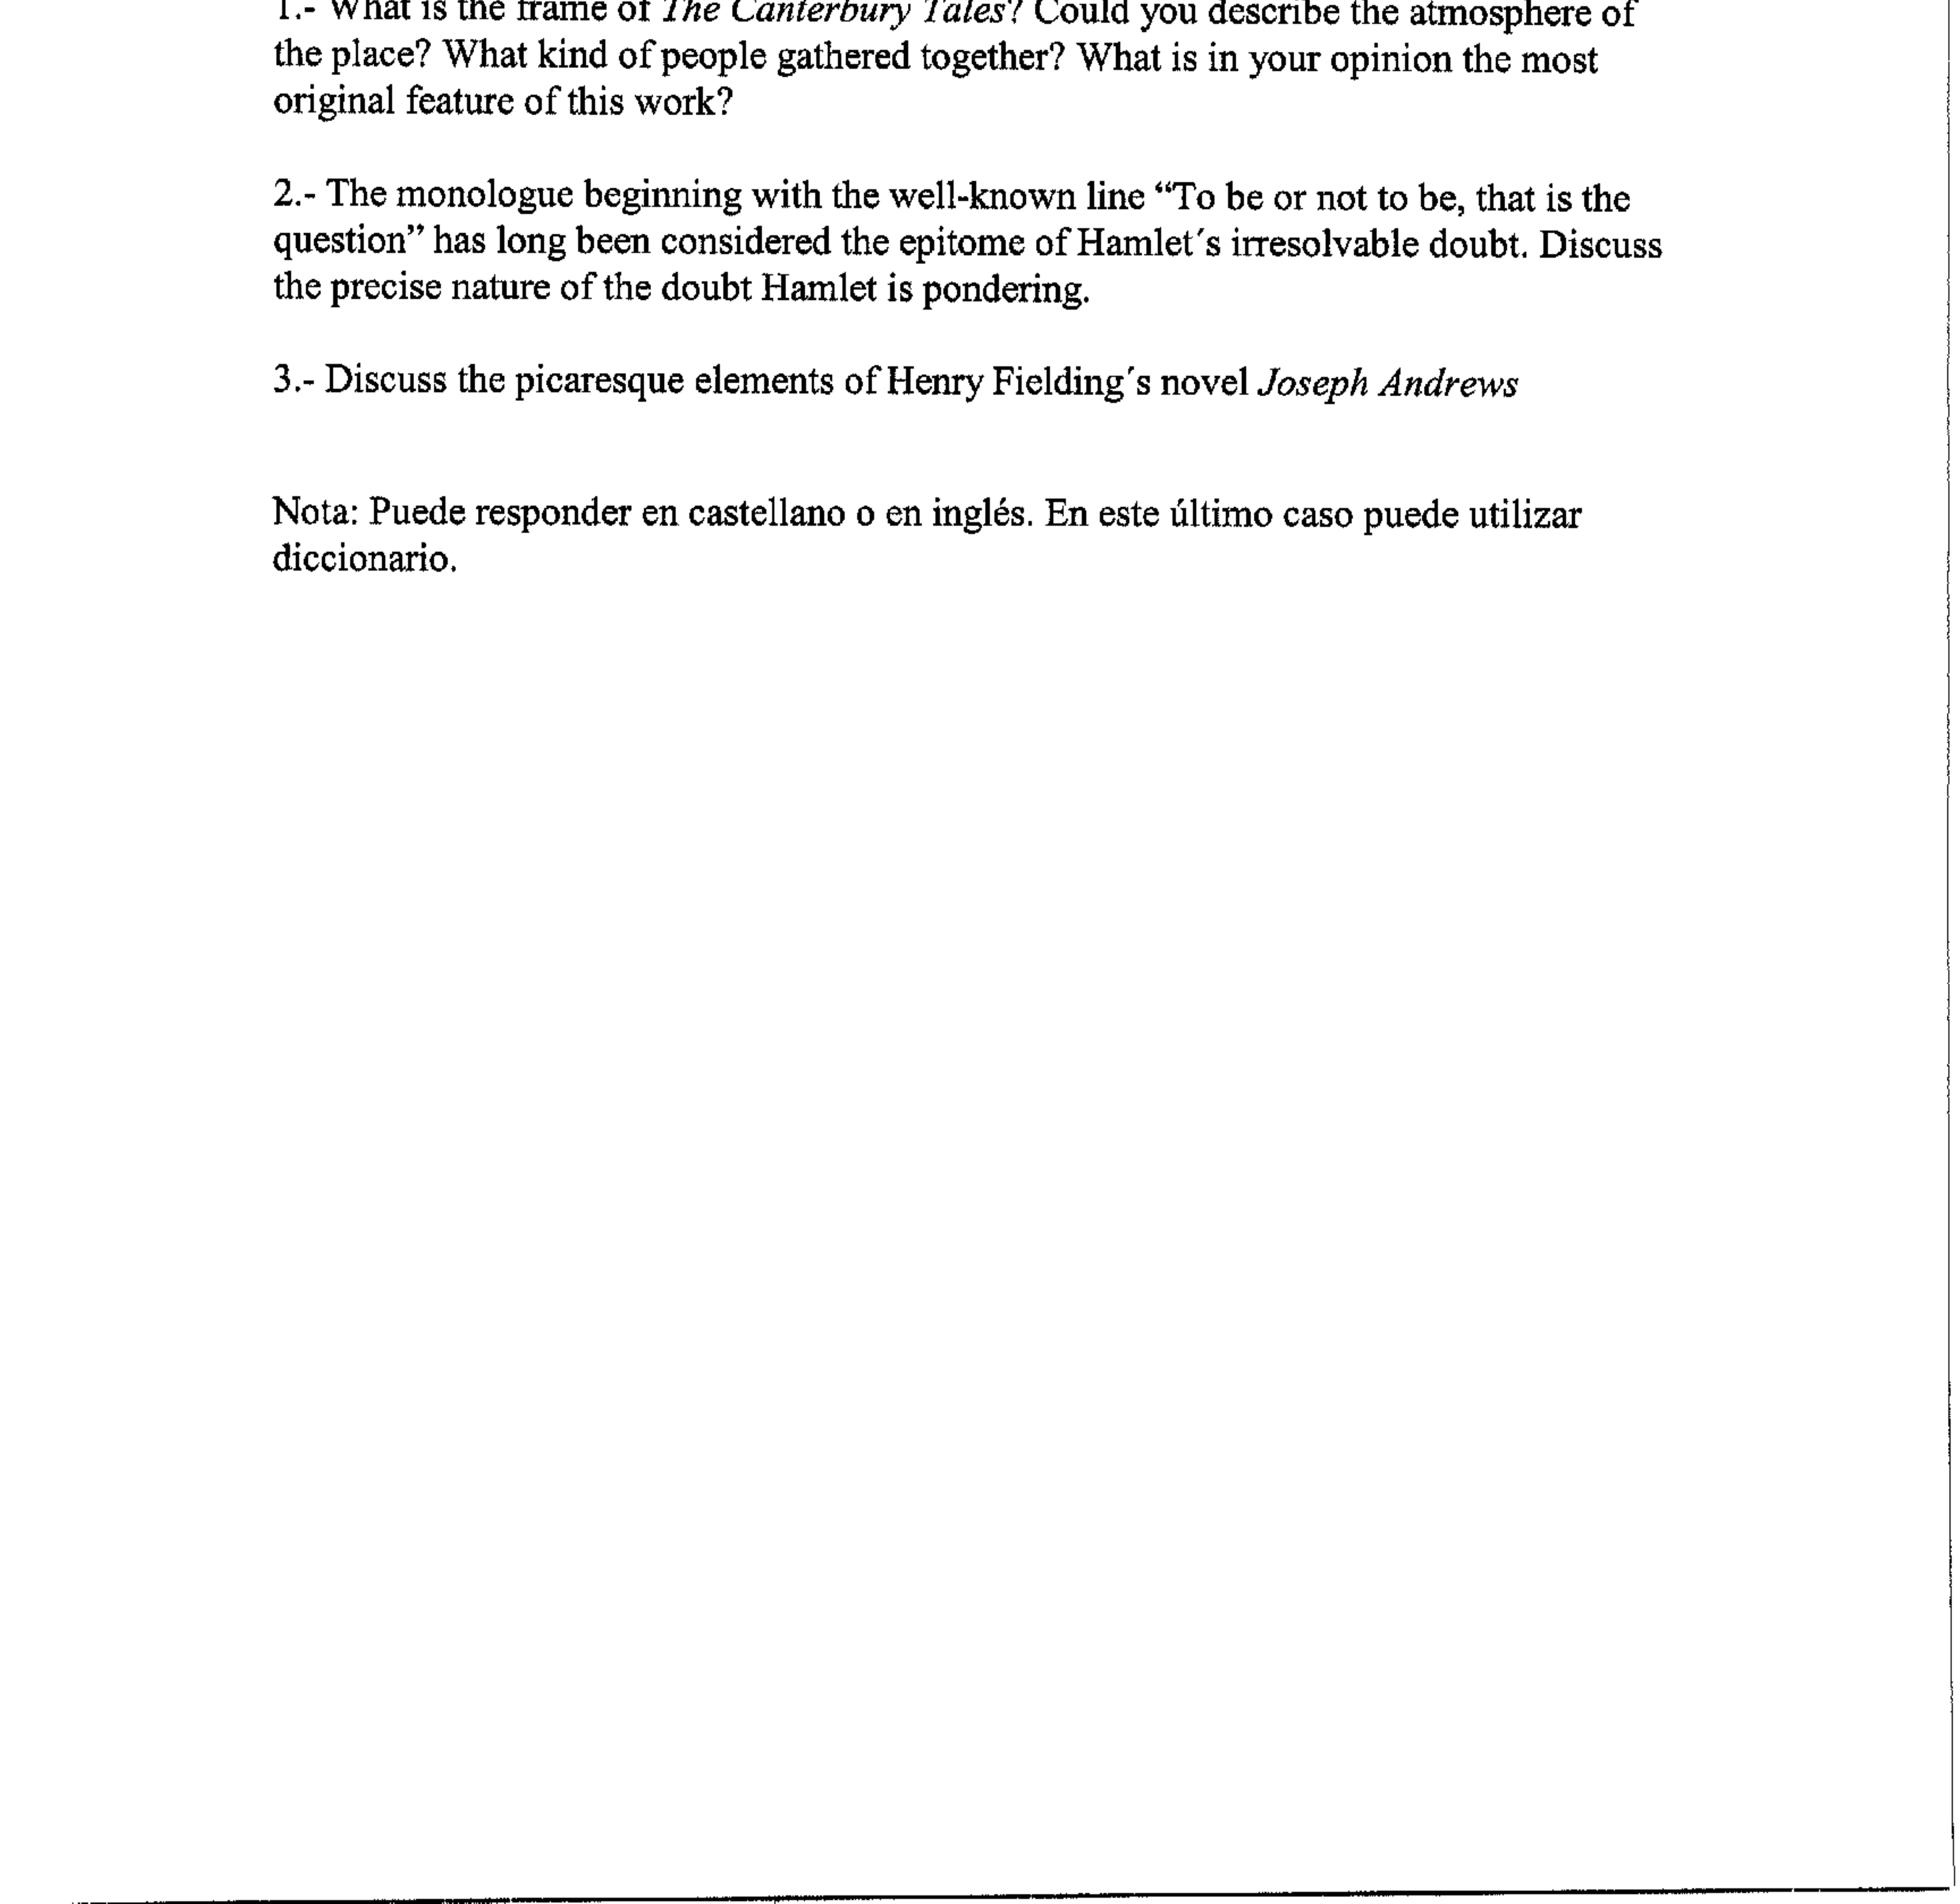 1.- What is the frame of The Canterbury Tales? Could you describe the atmosphere of
the place? What kind of people gathered together? What is in your opinion the most
original feature of this work?
2.- The monologue beginning with the well-known line “To be or not to be, that is the
question” has long been considered the epitome of Hamlet´s irresolvable doubt. Discuss
the precise nature of the doubt Hamlet is pondering.
3.- Discuss the picaresque elements of Henry Fielding´s novel Joseph Andrews
Nota: Puede responder en castellano o en inglés. En este último caso puede utilizar
diccionario.